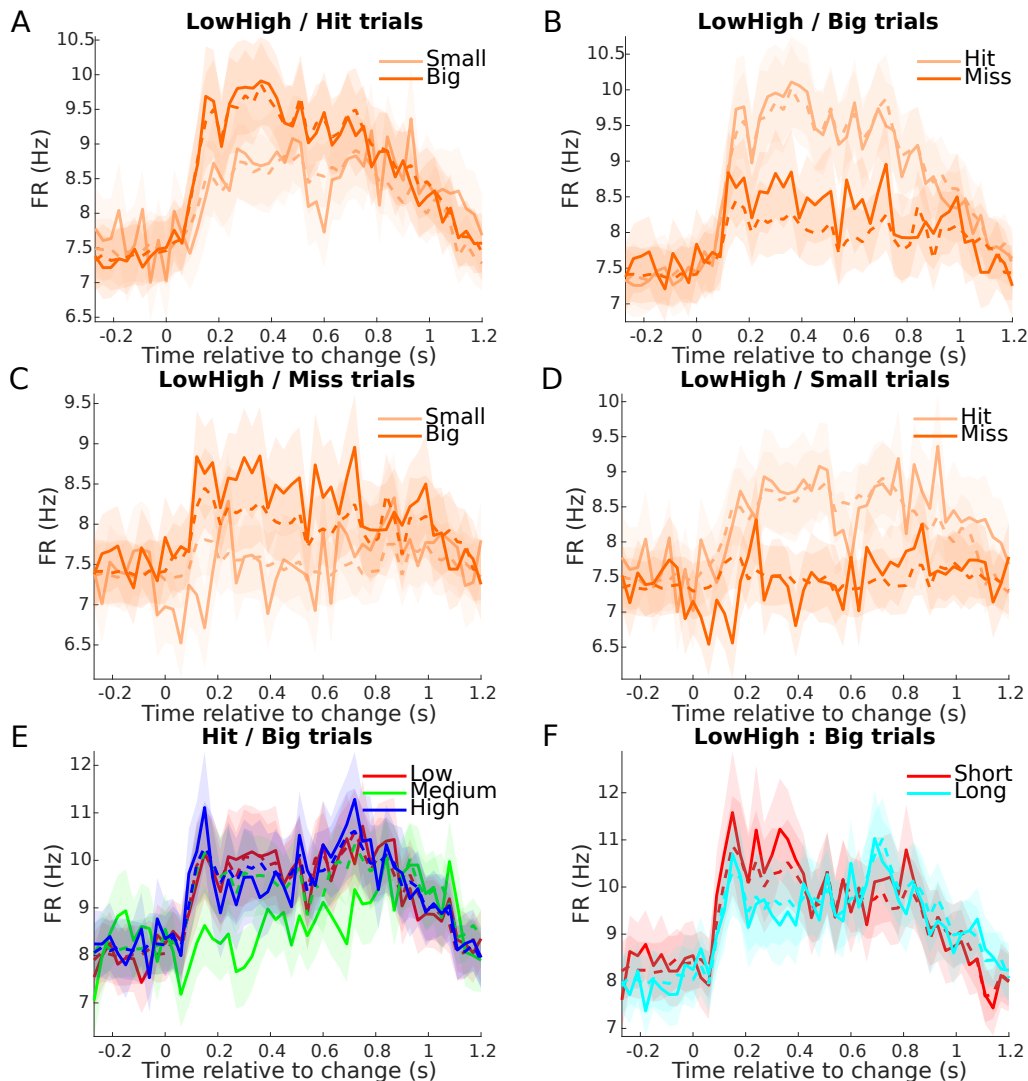 A
LowHigh / Hit trials
10.5
10
9.5
9
8.5
8
7.5
7
6.5
FR (Hz)
Small
Big
-0.2 0 0.2 0.4 0.6 0.8 1 1.2
Time relative to change (s)
B
LowHigh / Big trials
10
9.5
9
8.5
8
7.5
7
FR (Hz)
Hit
Miss
-0.2 0 0.2 0.4 0.6 0.8 1 1.2
Time relative to change (s)
C
LowHigh / Miss trials
9.5
9
8.5
8
7.5
7
6.5
FR (Hz)
Small
Big
-0.2 0 0.2 0.4 0.6 0.8 1 1.2
Time relative to change (s)
D
LowHigh / Small trials
10
9
8.5
8
7.5
7
6.5
FR (Hz)
Hit
Miss
-0.2 0 0.2 0.4 0.6 0.8 1 1.2
Time relative to change (s)
E
Hit / Big trials
12
11
10
9
8
7
FR (Hz)
Low
Medium
High
-0.2 0 0.2 0.4 0.6 0.8 1 1.2
Time relative to change (s)
F
LowHigh : Big trials
12
11
10
9
8
7
FR (Hz)
Short
Long
-0.2 0 0.2 0.4 0.6 0.8 1 1.2
Time relative to change (s)